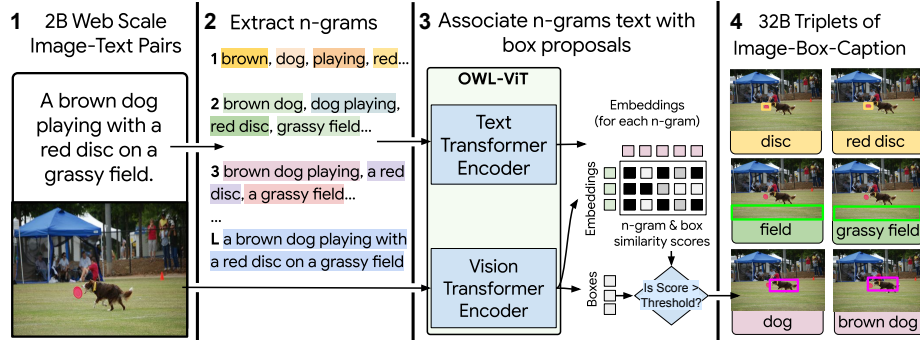 1 2B Web Scale
Image-Text Pairs
A brown dog
playing with a
red disc on a
grassy field.
2 Extract n-grams
1 brown, dog, playing, red...
2 brown dog, dog playing,
red disc, grassy field...
3 brown dog playing, a red
disc, a grassy field...
...
L a brown dog playing with
a red disc on a grassy field
3 Associate n-grams text with
box proposals
OWL-ViT
Text
Transformer
Encoder
Vision
Transformer
Encoder
Embeddings
(for each n-gram)
Embeddings
n-gram & box
similarity scores
Boxes
Is Score >
Threshold?
4 32B Triplets of
Image-Box-Caption
disc
red disc
field
grassy field
dog
brown dog